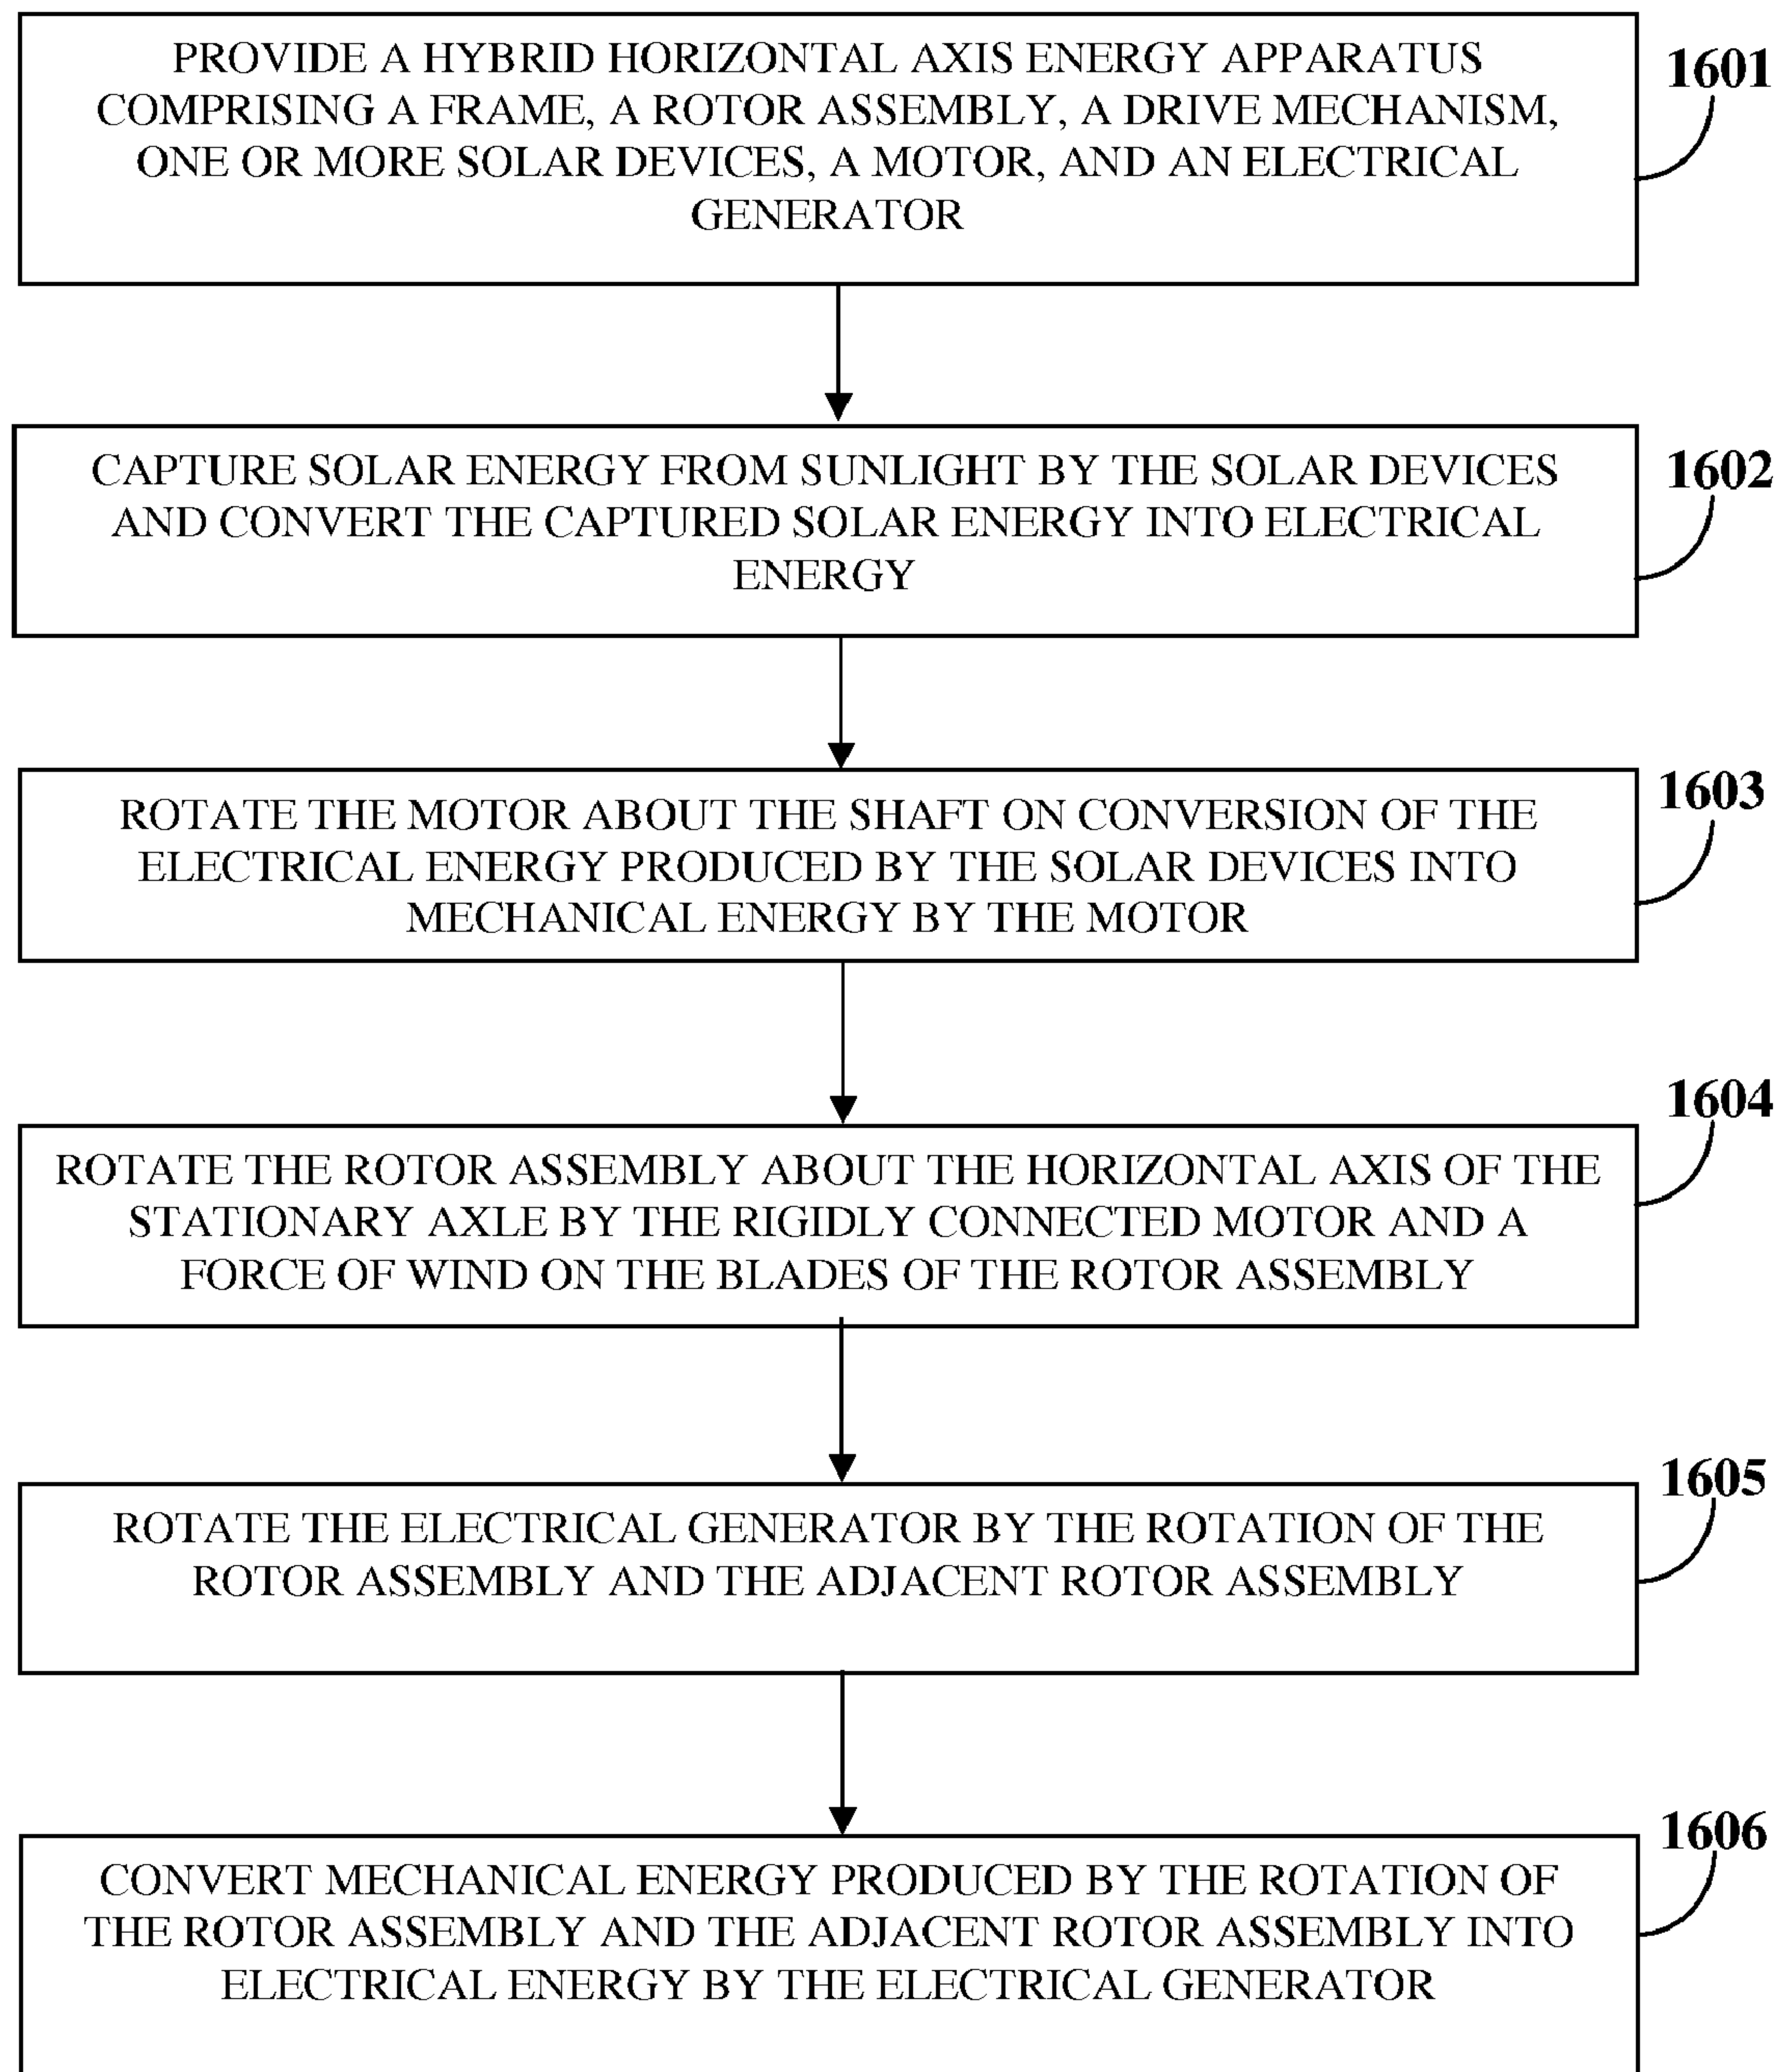 PROVIDE A HYBRID HORIZONTAL AXIS ENERGY APPARATUS
COMPRISING A FRAME, A ROTOR ASSEMBLY, A DRIVE MECHANISM,
ONE OR MORE SOLAR DEVICES, A MOTOR, AND AN ELECTRICAL
GENERATOR
1601
CAPTURE SOLAR ENERGY FROM SUNLIGHT BY THE SOLAR DEVICES
AND CONVERT THE CAPTURED SOLAR ENERGY INTO ELECTRICAL
ENERGY
1602
ROTATE THE MOTOR ABOUT THE SHAFT ON CONVERSION OF THE
ELECTRICAL ENERGY PRODUCED BY THE SOLAR DEVICES INTO
MECHANICAL ENERGY BY THE MOTOR
1603
ROTATE THE ROTOR ASSEMBLY ABOUT THE HORIZONTAL AXIS OF THE
STATIONARY AXLE BY THE RIGIDLY CONNECTED MOTOR AND A
FORCE OF WIND ON THE BLADES OF THE ROTOR ASSEMBLY
1604
ROTATE THE ELECTRICAL GENERATOR BY THE ROTATION OF THE
ROTOR ASSEMBLY AND THE ADJACENT ROTOR ASSEMBLY
1605
CONVERT MECHANICAL ENERGY PRODUCED BY THE ROTATION OF
THE ROTOR ASSEMBLY AND THE ADJACENT ROTOR ASSEMBLY INTO
ELECTRICAL ENERGY BY THE ELECTRICAL GENERATOR
1606